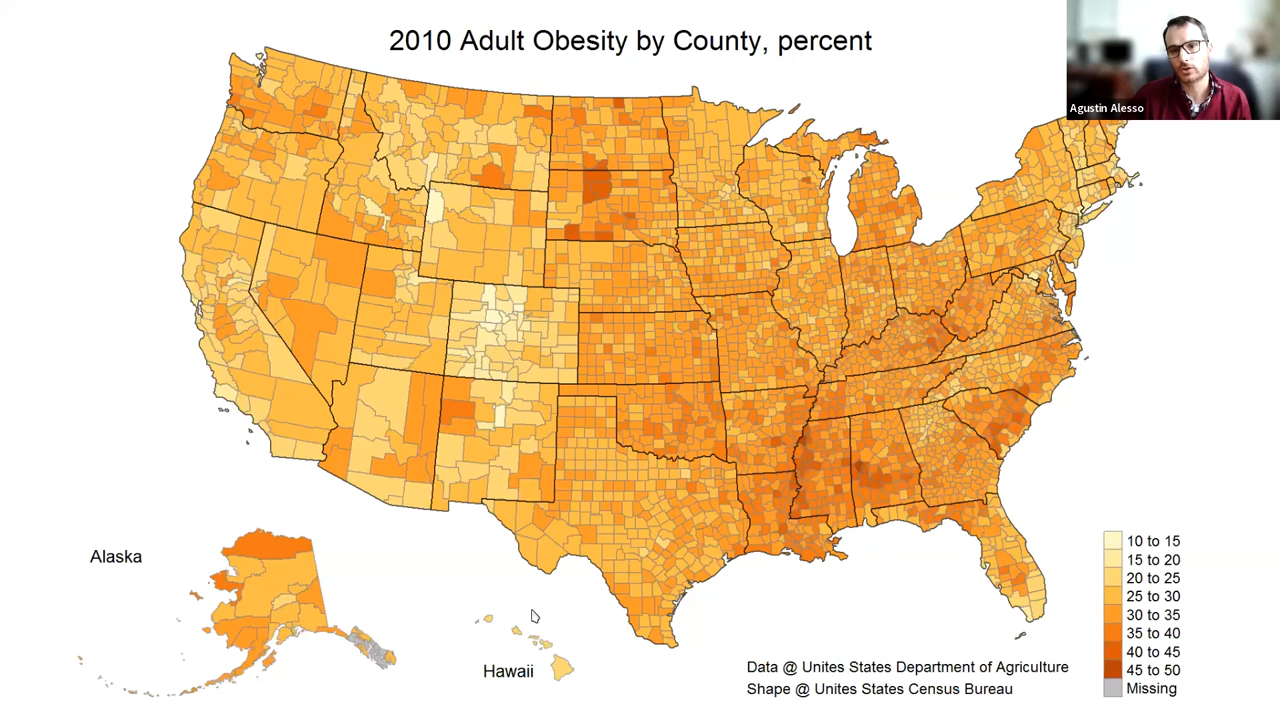 2010 Adult Obesity by County, percent
Agustin Alesso
Alaska
Hawaii
10 to 15
15 to 20
20 to 25
25 to 30
30 to 35
35 to 40
40 to 45
45 to 50
Missing
Data @ Unites States Department of Agriculture
Shape @ Unites States Census Bureau